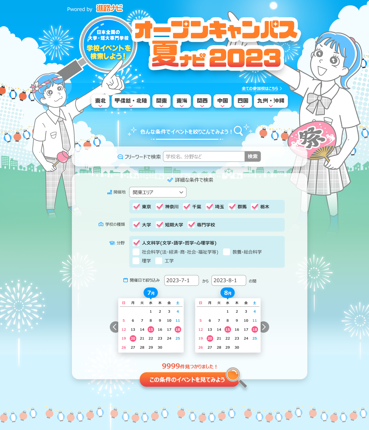 Powered by 進路ナビ
日本全国の
大学・短大専門学校
学校イベントを
検索しよう!
オープンキャンパス
夏ナビ2023
全ての学校検索はこちら
東北 甲信越・北陸 関東 東海 関西 中国 四国 九州・沖縄
色んな条件でイベントを絞りこんでみよう!
フリーワードで検索 学校名、分野など 検索
詳細な条件で検索
開催地 関東エリア
東京 神奈川 千葉 埼玉 群馬 栃木
学校の種類 大学 短期大学 専門学校
分野 人文科学(文学・語学・哲学・心理学等)
社会科学(法・経済・商・社会学等) 教養・総合科学
理学 工学
開催日で絞り込み 2023-7-1 から 2023-8-1 の間
7月 8月
日 月 火 水 木 金 土 日 月 火 水 木 金 土
1 2 3 4 1 2 3 4
5 6 7 8 9 10 11 5 6 7 8 9 10 11
12 13 14 15 16 17 18 12 13 14 15 16 17 18
19 20 21 22 23 24 25 19 20 21 22 23 24 25
26 27 28 29 30 26 27 28 29 30
9999件見つかりました!
この条件のイベントを見てみよう
祭